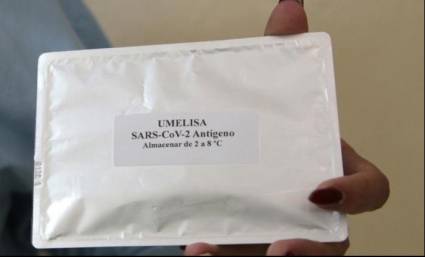 UMELISA
SARS-CoV-2 Antígeno
Almacenar de 2 a 8 °C